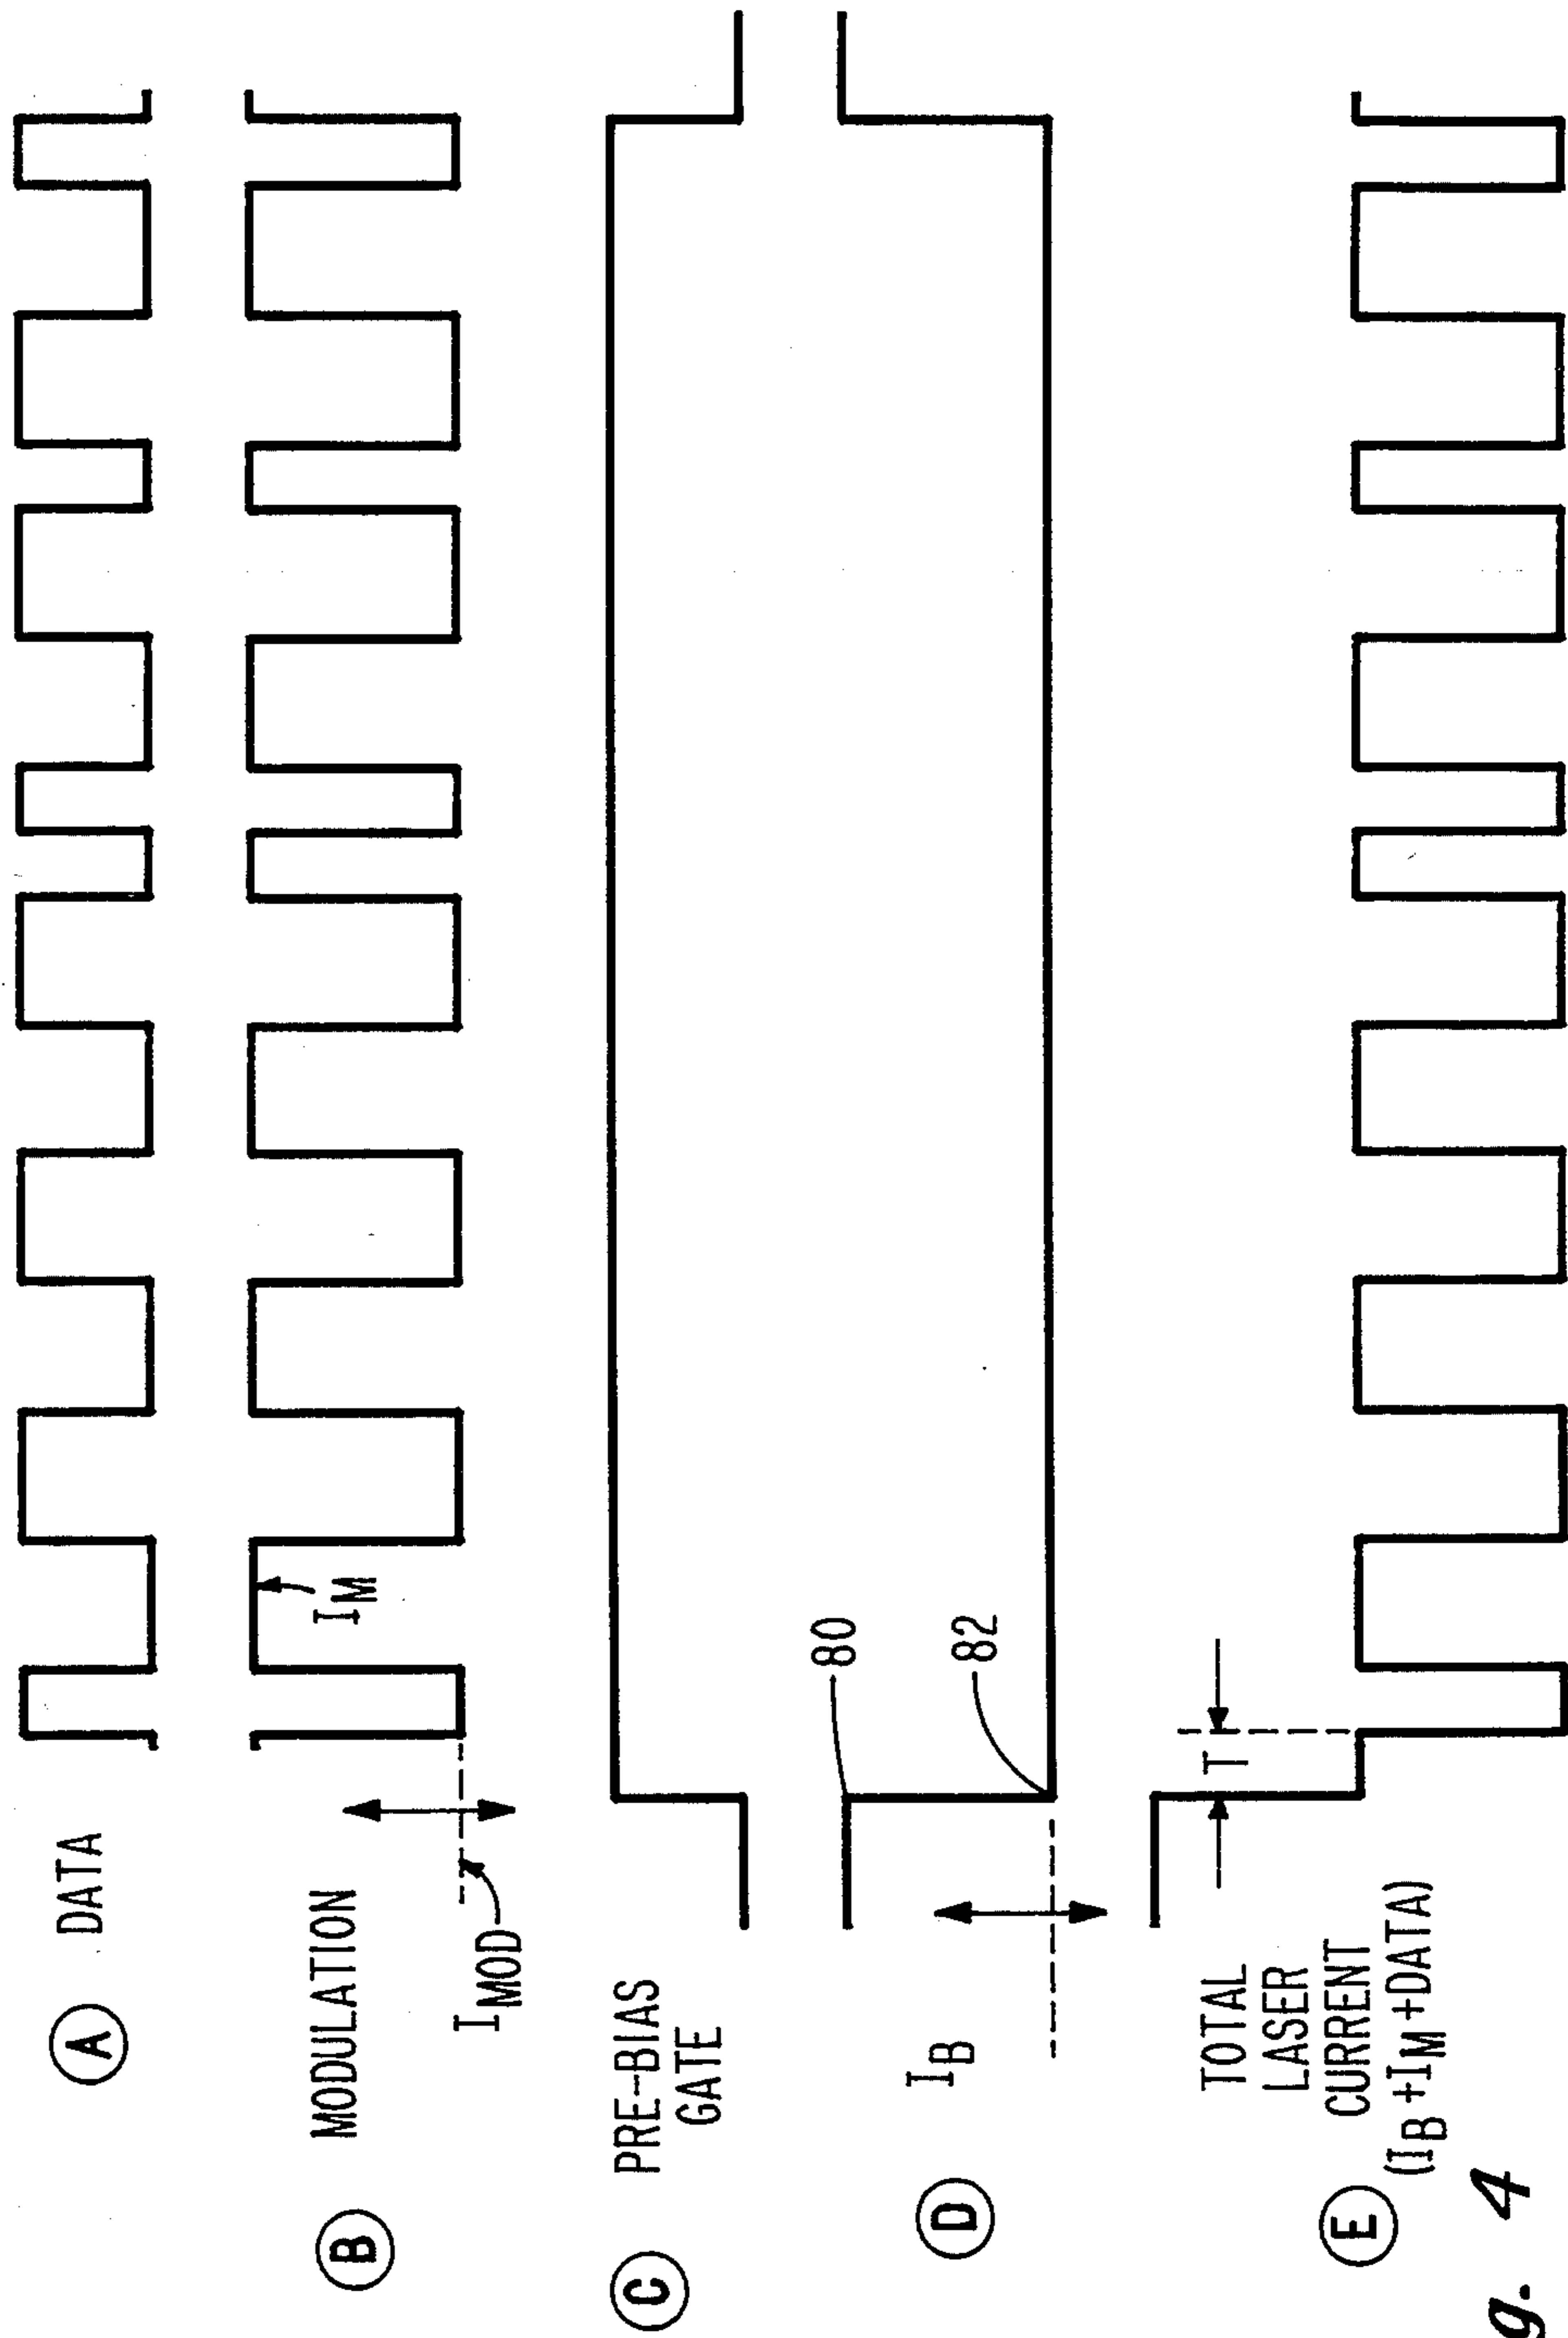 A DATA
B MODULATION
I_M
I_MOD
C PRE-BIAS
GATE
80
D I_B
82
T
E TOTAL
LASER
CURRENT
(I_B+I_M+DATA)
g. 4